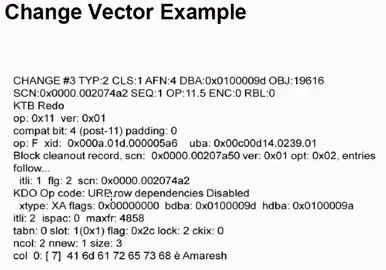 Change Vector Example
CHANGE #3 TYP:2 CLS:1 AFN:4 DBA:0x0100009d OBJ:19616
SCN:0x0000.002074a2 SEQ:1 OP:11.5 ENC:0 RBL:0
KTB Redo
op: 0x11 ver: 0x01
compat bit: 4 (post-11) padding: 0
op: F xid: 0x000a.01d.000005a6 uba: 0x00c00d14.0239.01
Block cleanout record, scn: 0x0000.00207a50 ver: 0x01 opt: 0x02, entries
follow...
itli: 1 flg: 2 scn: 0x0000.002074a2
KDO Op code: URP row dependencies Disabled
xtype: XA flags: 0x00000000 bdba: 0x0100009d hdba: 0x0100009a
itli: 2 ispac: 0 maxfr: 4858
tabn: 0 slot: 1(0x1) flag: 0x2c lock: 2 ckix: 0
ncol: 2 nnew: 1 size: 3
col 0: [ 7] 41 6d 61 72 65 73 68 è Amaresh